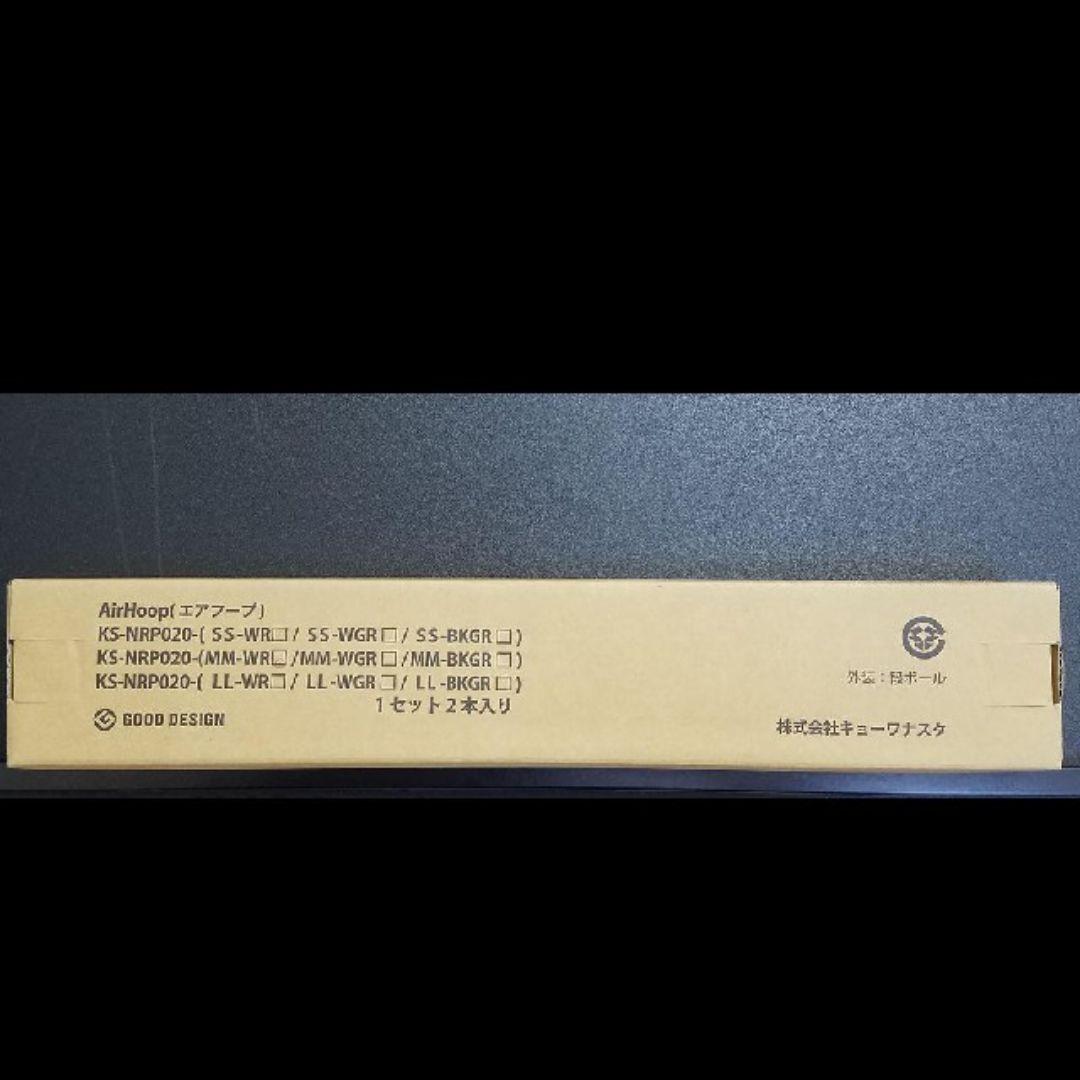 AirHoop(エアフープ)
KS-NRP020-( SS-WR□ / SS-WGR □ / SS-BKGR □ )
KS-NRP020-(MM-WR□ /MM-WGR □ /MM-BKGR □ )
KS-NRP020-( LL-WR□ / LL-WGR □ / LL-BKGR □ )
1セット2本入り
GOOD DESIGN
外装：段ボール
株式会社キョーワナスタ